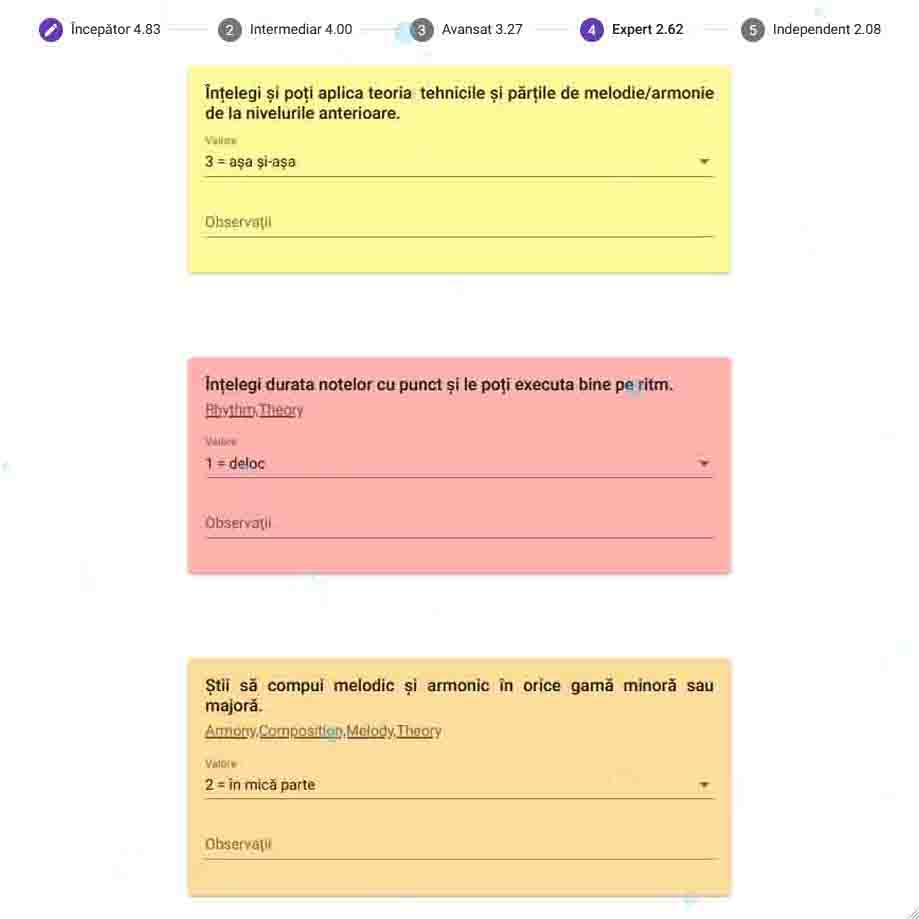 Începător 4.83
2 Intermediar 4.00
3 Avansat 3.27
4 Expert 2.62
5 Independent 2.08
Înțelegi și poți aplica teoria tehnicile și părțile de melodie/armonie
de la nivelurile anterioare.
Valore
3 = așa și-așa
Observații
Înțelegi durata notelor cu punct și le poți executa bine pe ritm.
Rhythm,Theory
Valore
1 = deloc
Observații
Știi să compui melodic și armonic în orice gamă minoră sau
majoră.
Armony,Composition,Melody,Theory
Valore
2 = în mică parte
Observații